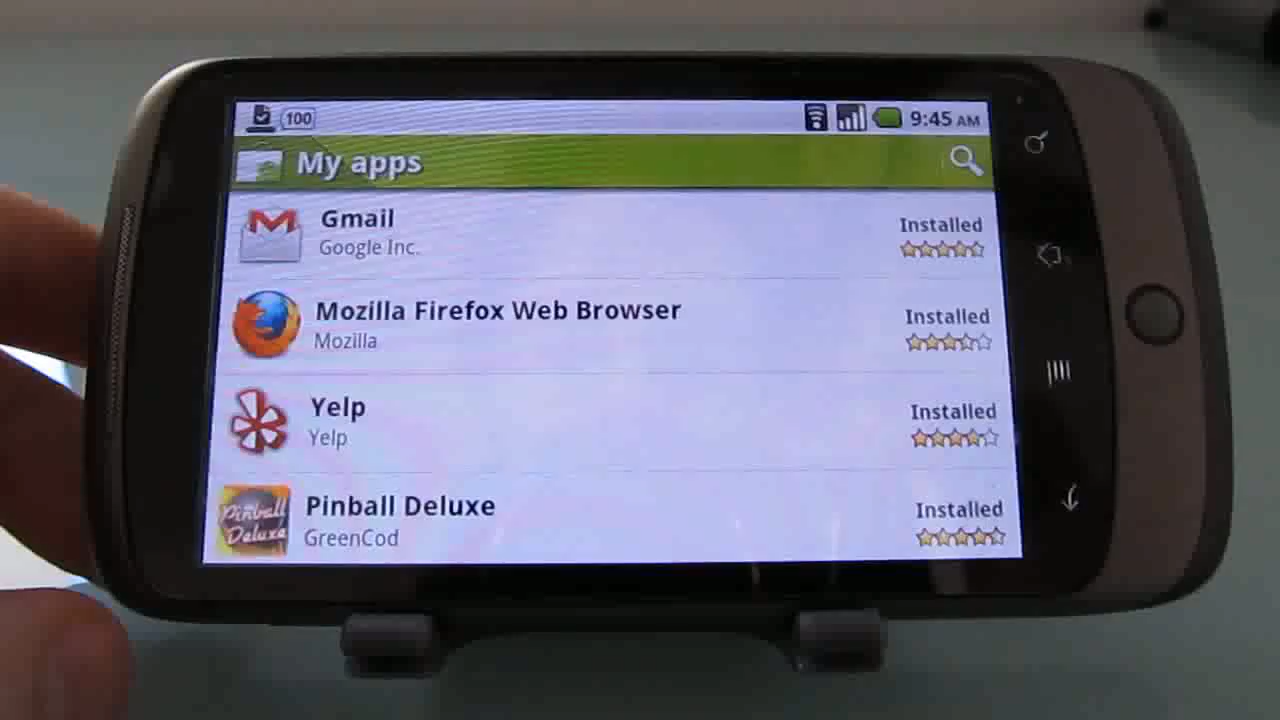 100
9:45 AM
My apps
Gmail
Google Inc.
Installed
Mozilla Firefox Web Browser
Mozilla
Installed
Yelp
Yelp
Installed
Pinball Deluxe
Pinball Deluxe
GreenCod
Installed